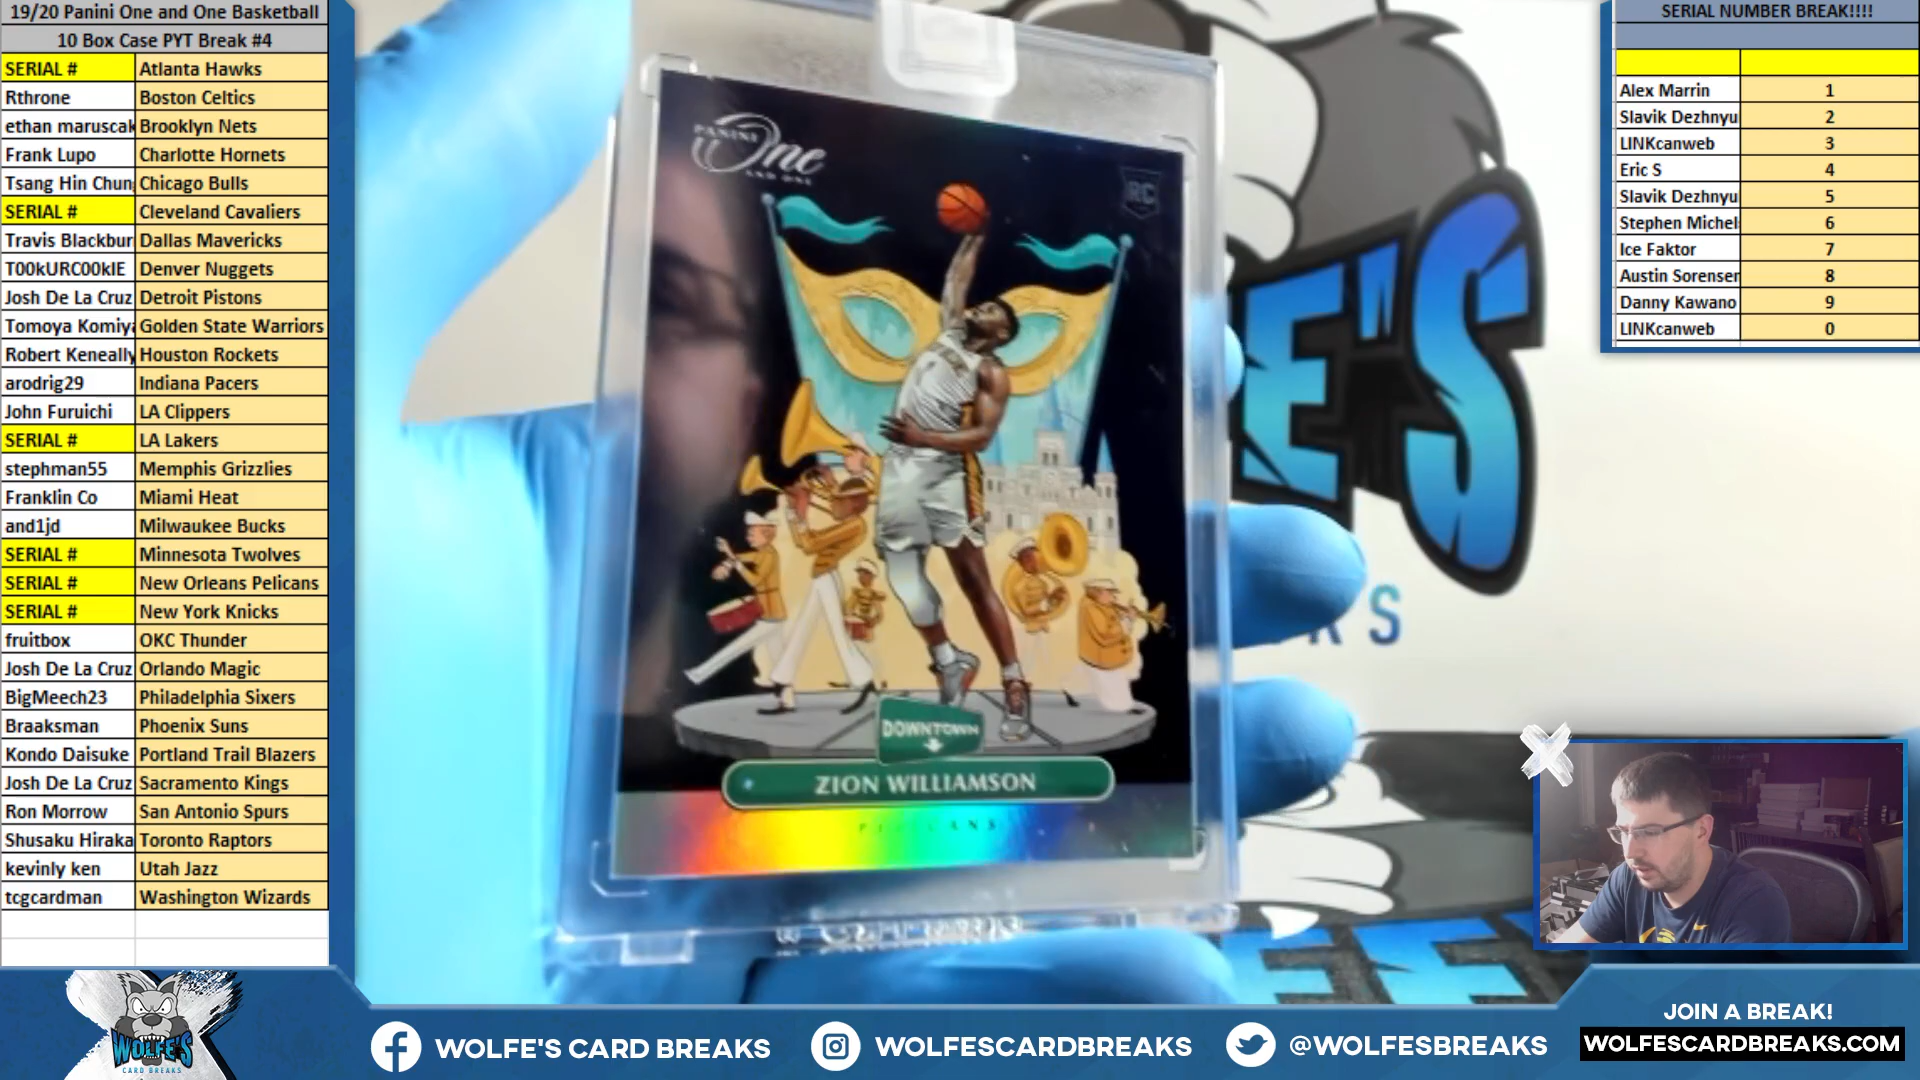 19/20 Panini One and One Basketball
10 Box Case PYT Break #4
SERIAL # Atlanta Hawks
Rthrone Boston Celtics
ethan maruscak Brooklyn Nets
Frank Lupo Charlotte Hornets
Tsang Hin Chun Chicago Bulls
SERIAL # Cleveland Cavaliers
Travis Blackbur Dallas Mavericks
T00kURC00kIE Denver Nuggets
Josh De La Cruz Detroit Pistons
Tomoya Komiya Golden State Warriors
Robert Keneally Houston Rockets
arodrig29 Indiana Pacers
John Furuichi LA Clippers
SERIAL # LA Lakers
stephman55 Memphis Grizzlies
Franklin Co Miami Heat
and1jd Milwaukee Bucks
SERIAL # Minnesota Twolves
SERIAL # New Orleans Pelicans
SERIAL # New York Knicks
fruitbox OKC Thunder
Josh De La Cruz Orlando Magic
BigMeech23 Philadelphia Sixers
Braaksman Phoenix Suns
Kondo Daisuke Portland Trail Blazers
Josh De La Cruz Sacramento Kings
Ron Morrow San Antonio Spurs
Shusaku Hiraka Toronto Raptors
kevinly ken Utah Jazz
tcgcardman Washington Wizards
PANINI
One
AND ONE
RC
DOWNTOWN
ZION WILLIAMSON
PELICANS
E'S
KS
SERIAL NUMBER BREAK!!!!
Alex Marrin 1
Slavik Dezhnyu 2
LINKcanweb 3
Eric S 4
Slavik Dezhnyu 5
Stephen Michel 6
Ice Faktor 7
Austin Sorensen 8
Danny Kawano 9
LINKcanweb 0
WOLFE'S
CARD BREAKS
WOLFE'S CARD BREAKS
WOLFESCARDBREAKS
@WOLFESBREAKS
JOIN A BREAK!
WOLFESCARDBREAKS.COM